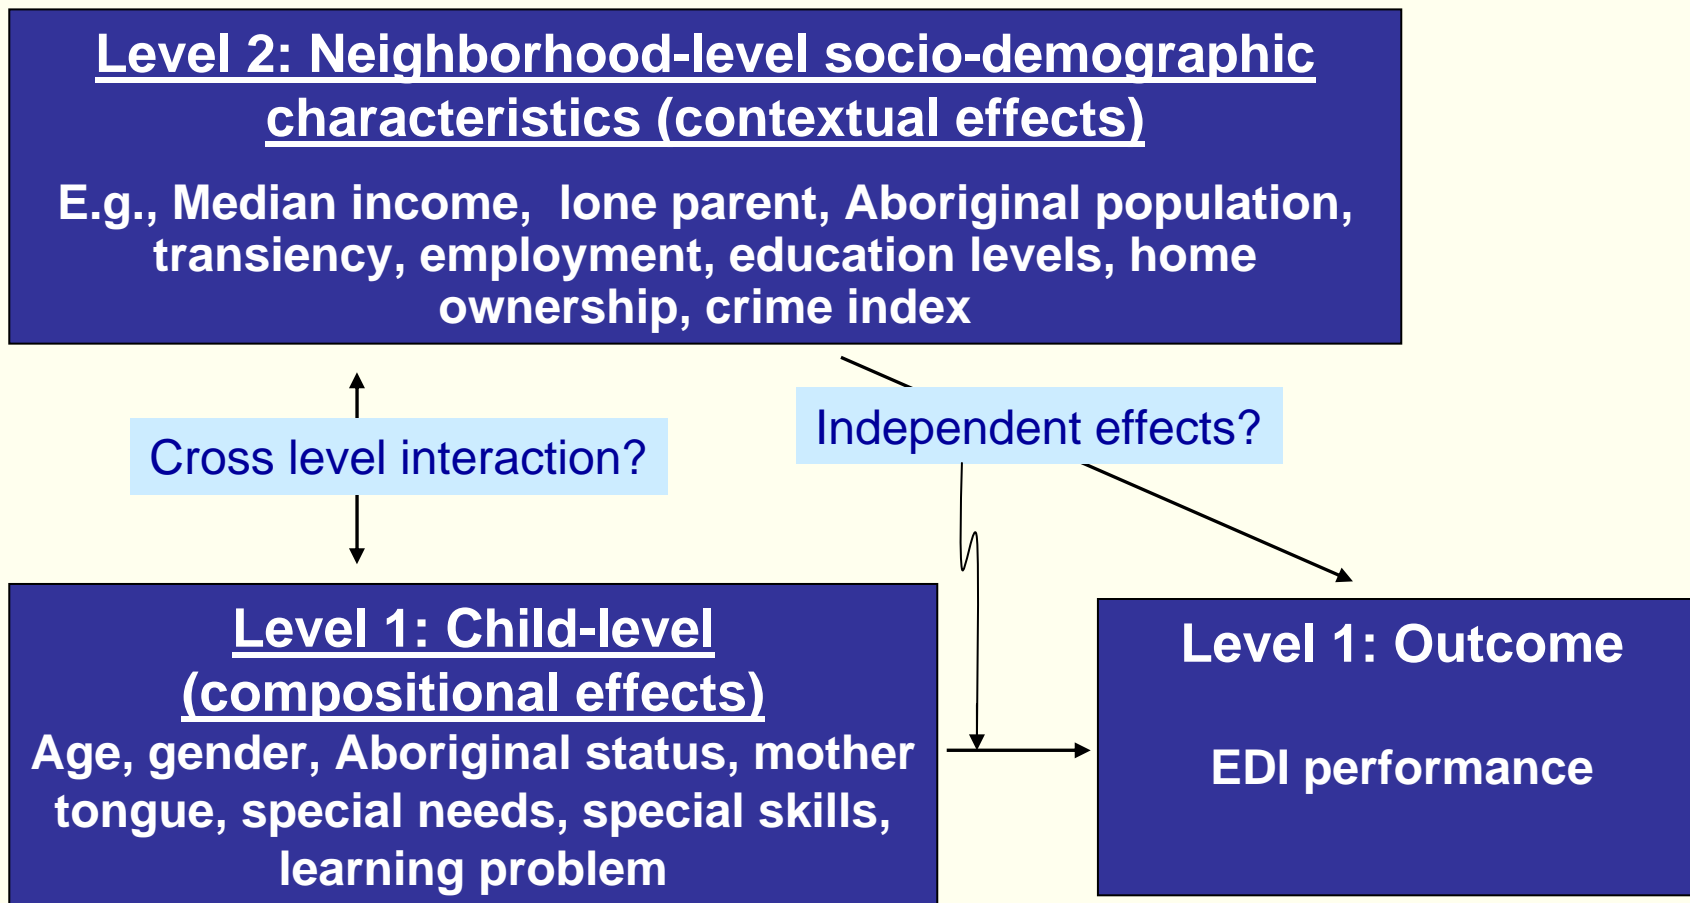 Level 2: Neighborhood-level socio-demographic
characteristics (contextual effects)
E.g., Median income, lone parent, Aboriginal population,
transiency, employment, education levels, home
ownership, crime index
Cross level interaction?
Independent effects?
Level 1: Child-level
(compositional effects)
Age, gender, Aboriginal status, mother
tongue, special needs, special skills,
learning problem
Level 1: Outcome
EDI performance